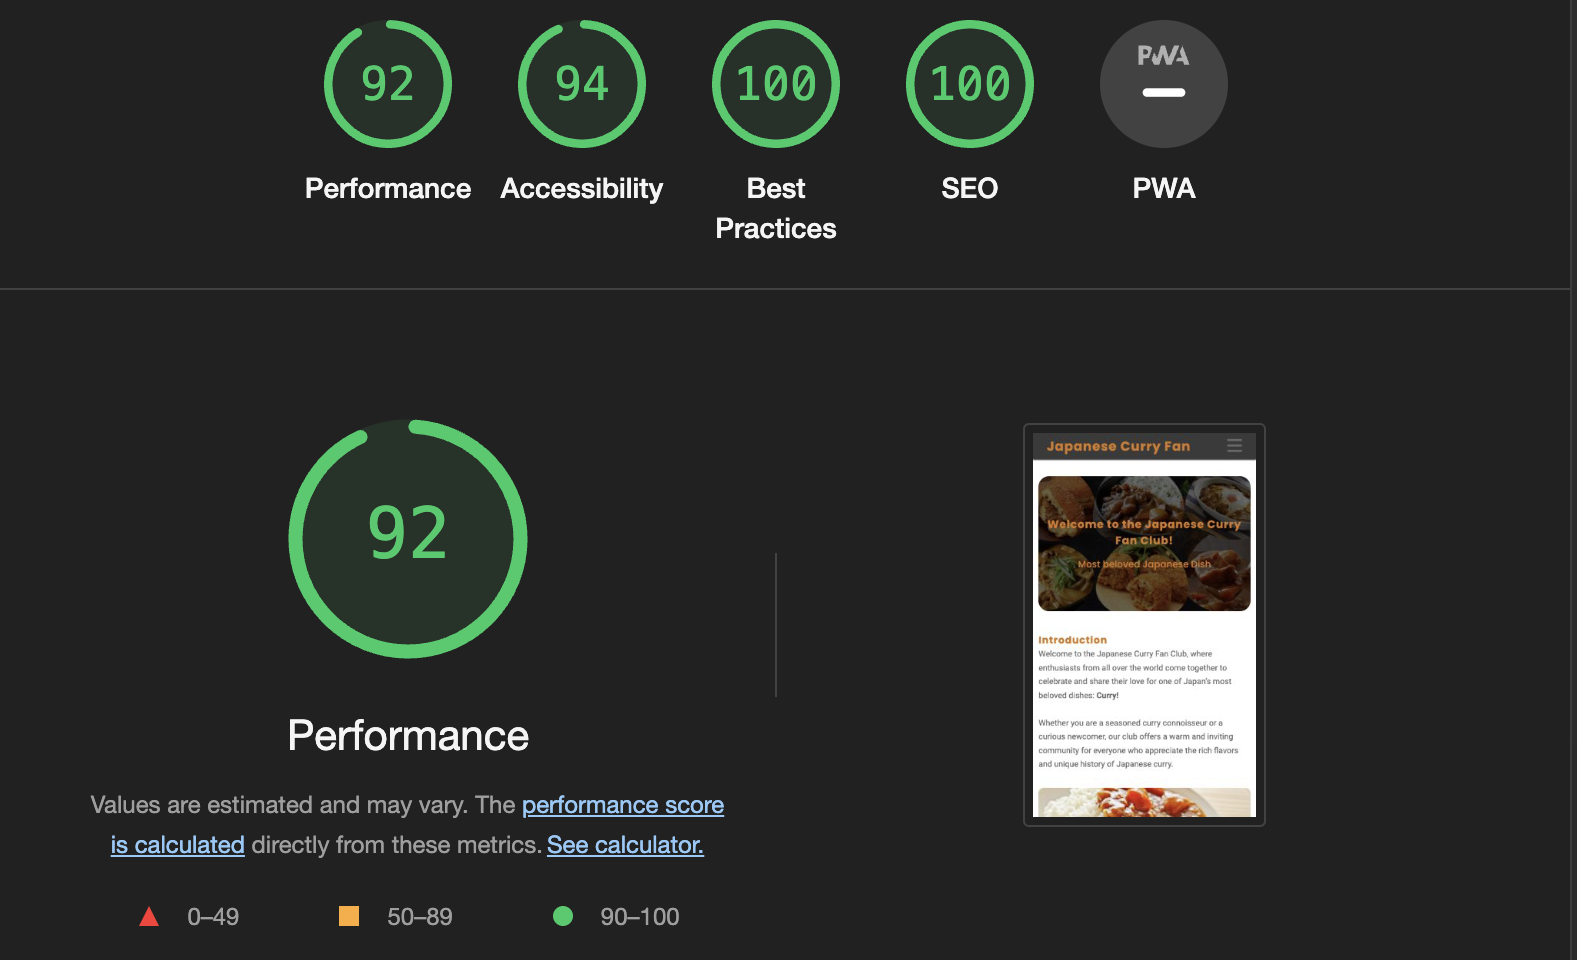 92
94
100
100
PWA
Performance
Accessibility
Best
Practices
SEO
PWA
92
Performance
Values are estimated and may vary. The performance score
is calculated directly from these metrics. See calculator.
0–49
50–89
90–100
Japanese Curry Fan
Welcome to the Japanese Curry
Fan Club!
Most beloved Japanese Dish
Introduction
Welcome to the Japanese Curry Fan Club, where
enthusiasts from all over the world come together to
celebrate and share their love for one of Japan's most
beloved dishes: Curry!
Whether you are a seasoned curry connoisseur or a
curious newcomer, our club offers a warm and inviting
community for everyone who appreciate the rich flavors
and unique history of Japanese curry.